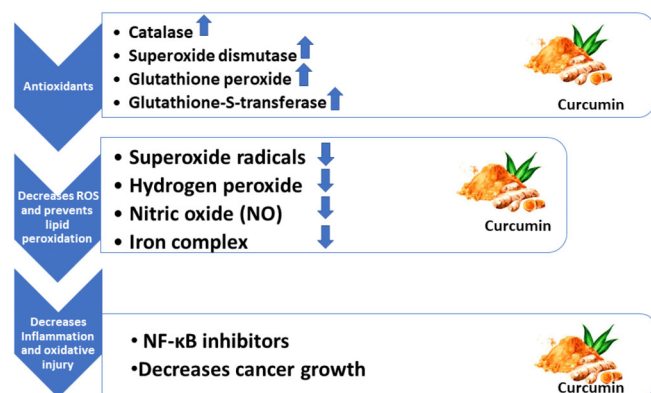 Antioxidants
• Catalase
• Superoxide dismutase
• Glutathione peroxide
• Glutathione-S-transferase
Curcumin
Decreases ROS
and prevents
lipid
peroxidation
• Superoxide radicals
• Hydrogen peroxide
• Nitric oxide (NO)
• Iron complex
Curcumin
Decreases
Inflammation
and oxidative
injury
• NF-κB inhibitors
•Decreases cancer growth
Curcumin